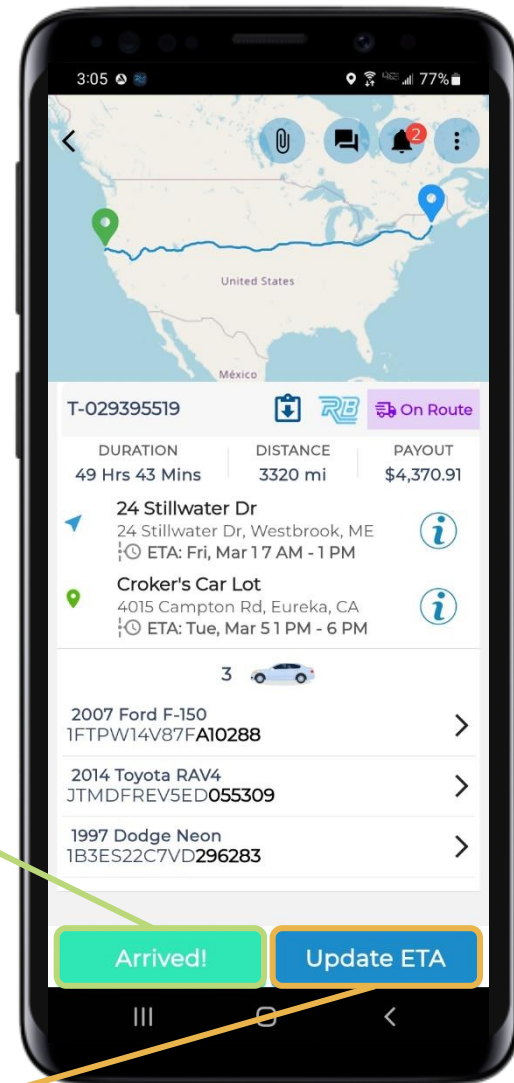 3:05 77%
2
United States
México
T-029395519 RB On Route
DURATION DISTANCE PAYOUT
49 Hrs 43 Mins 3320 mi $4,370.91
24 Stillwater Dr
24 Stillwater Dr, Westbrook, ME
ETA: Fri, Mar 1 7 AM - 1 PM
Croker's Car Lot
4015 Campton Rd, Eureka, CA
ETA: Tue, Mar 5 1 PM - 6 PM
3
2007 Ford F-150
1FTPW14V87FA10288
2014 Toyota RAV4
JTMDFREV5ED055309
1997 Dodge Neon
1B3ES22C7VD296283
Arrived! Update ETA